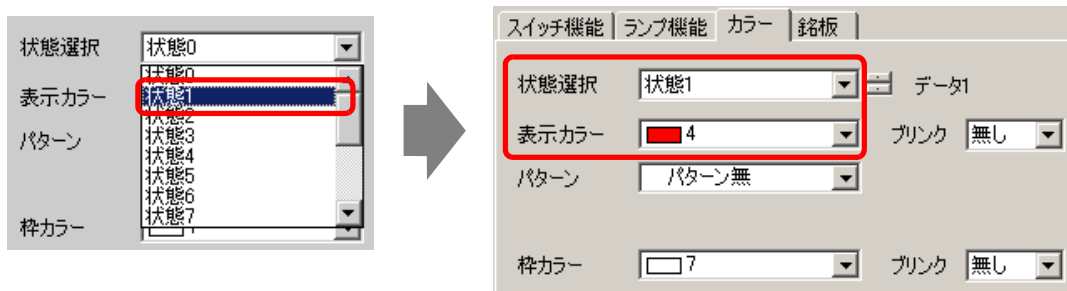 状態選択 状態0
状態0
表示カラー 状態1
状態2
パターン 状態3
状態4
状態5
状態6
状態7
枠カラー
スイッチ機能 ランプ機能 カラー 銘板
状態選択 状態1 データ1
表示カラー 4 ブリンク 無し
パターン パターン無
枠カラー 7 ブリンク 無し